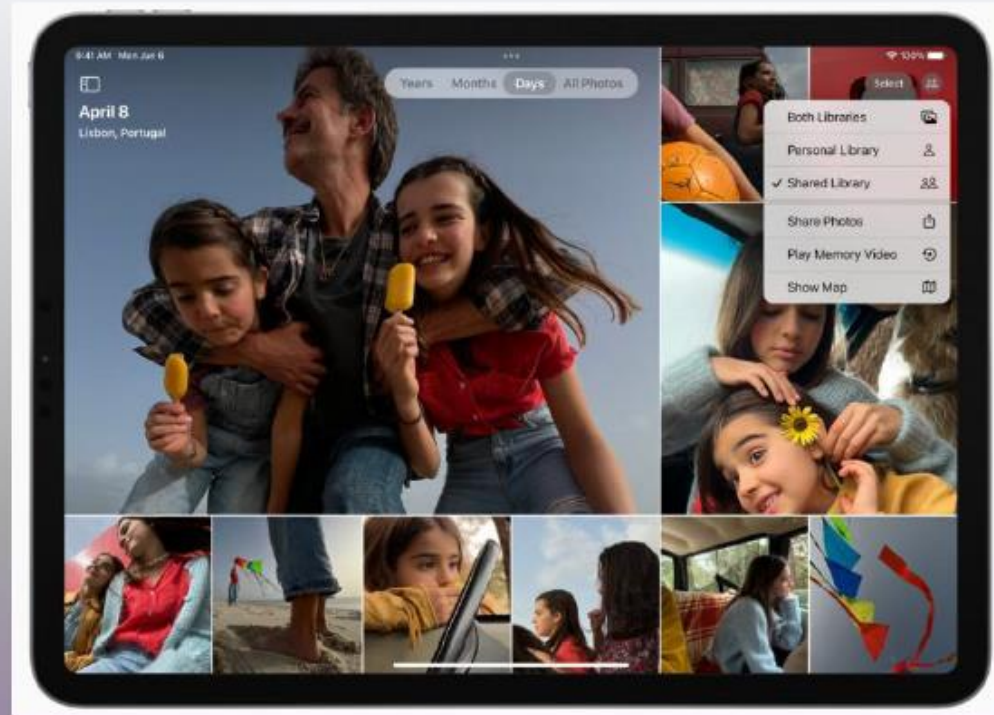 9:41 AM Mon Jan 6
100%
Years Months Days All Photos
Select
April 8
Lisbon, Portugal
Both Libraries
Personal Library
✓ Shared Library
Share Photos
Play Memory Video
Show Map